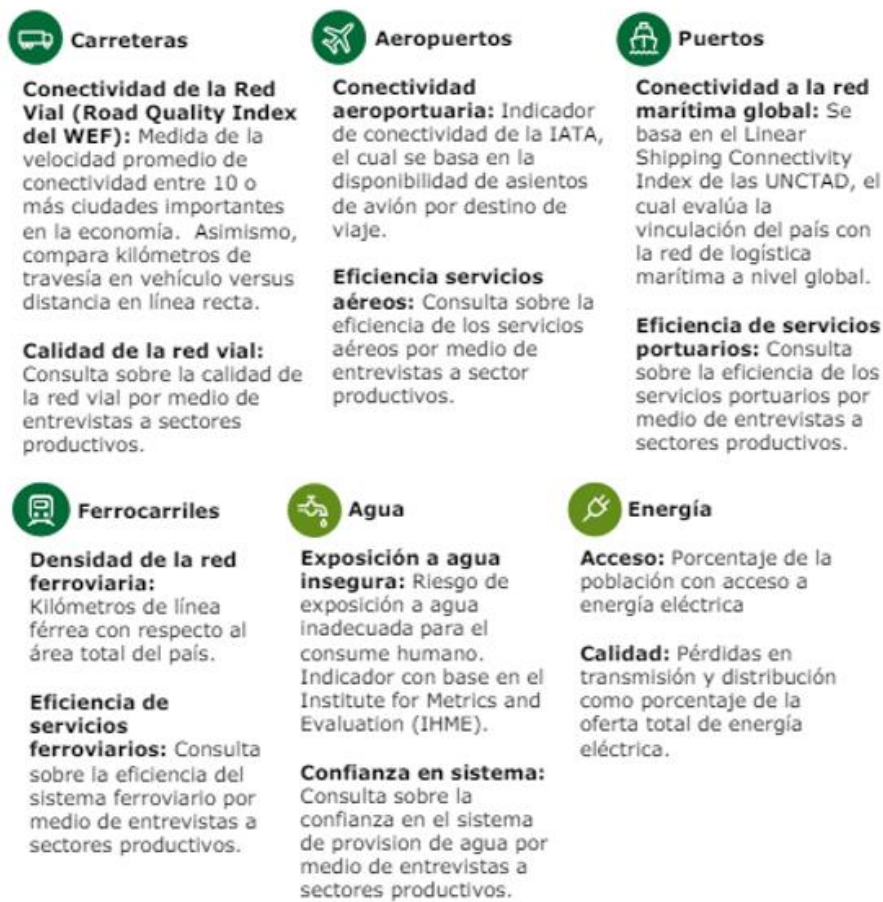 Carreteras
Conectividad de la Red
Vial (Road Quality Index
del WEF): Medida de la
velocidad promedio de
conectividad entre 10 o
más ciudades importantes
en la economía. Asimismo,
compara kilómetros de
travesía en vehículo versus
distancia en línea recta.
Calidad de la red vial:
Consulta sobre la calidad de
la red vial por medio de
entrevistas a sectores
productivos.
Aeropuertos
Conectividad
aeroportuaria: Indicador
de conectividad de la IATA,
el cual se basa en la
disponibilidad de asientos
de avión por destino de
viaje.
Eficiencia servicios
aéreos: Consulta sobre la
eficiencia de los servicios
aéreos por medio de
entrevistas a sector
productivos.
Puertos
Conectividad a la red
marítima global: Se
basa en el Linear
Shipping Connectivity
Index de las UNCTAD, el
cual evalúa la
vinculación del país con
la red de logística
marítima a nivel global.
Eficiencia de servicios
portuarios: Consulta
sobre la eficiencia de los
servicios portuarios por
medio de entrevistas a
sectores productivos.
Ferrocarriles
Densidad de la red
ferroviaria:
Kilómetros de línea
férrea con respecto al
área total del país.
Eficiencia de
servicios
ferroviarios: Consulta
sobre la eficiencia del
sistema ferroviario por
medio de entrevistas a
sectores productivos.
Agua
Exposición a agua
insegura: Riesgo de
exposición a agua
inadecuada para el
consume humano.
Indicador con base en el
Institute for Metrics and
Evaluation (IHME).
Confianza en sistema:
Consulta sobre la
confianza en el sistema
de provision de agua por
medio de entrevistas a
sectores productivos.
Energía
Acceso: Porcentaje de la
población con acceso a
energía eléctrica
Calidad: Pérdidas en
transmisión y distribución
como porcentaje de la
oferta total de energía
eléctrica.